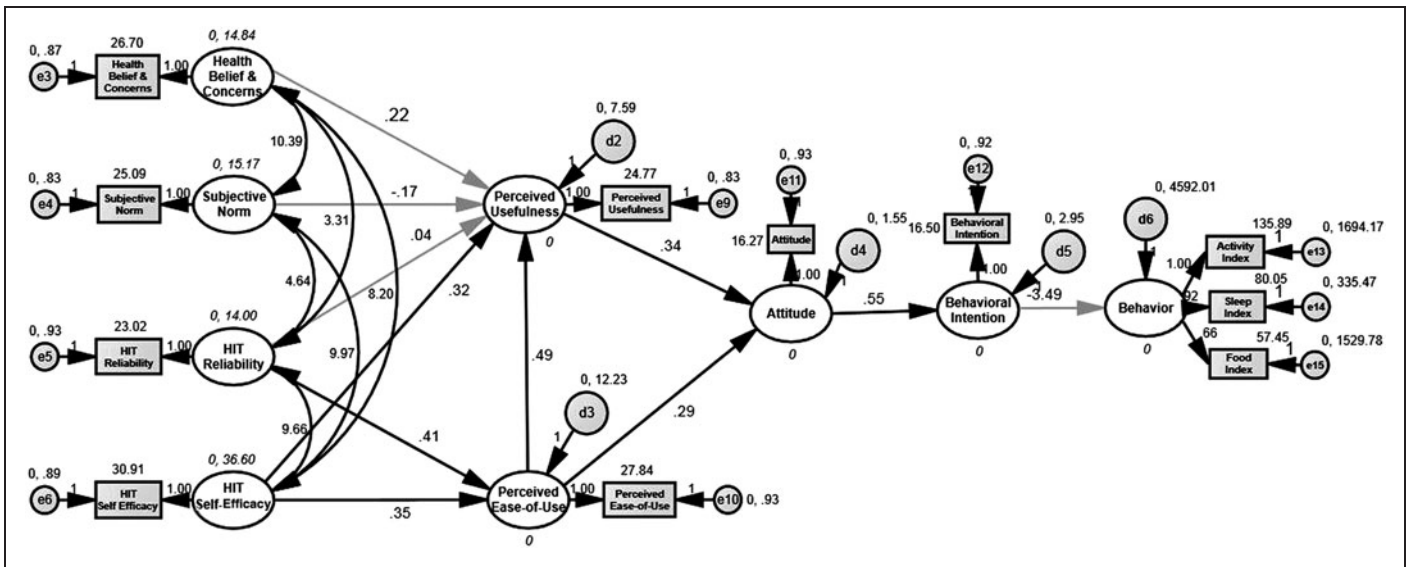 0, .87
e3
1
26.70
Health
Belief &
Concerns
1.00
0, 14.84
Health
Belief &
Concerns
.22
10.39
0, .83
e4
1
25.09
Subjective
Norm
1.00
0, 15.17
Subjective
Norm
-.17
3.31
.04
4.64
8.20
.32
0, .93
e5
1
23.02
HIT
Reliability
1.00
0, 14.00
HIT
Reliability
9.97
9.66
.41
0, .89
e6
1
30.91
HIT
Self Efficacy
1.00
0, 36.60
HIT
Self-Efficacy
.35
0, 7.59
d2
1
Perceived
Usefulness
0
1.00
24.77
Perceived
Usefulness
1
0, .83
e9
.49
.34
0, 12.23
d3
1
Perceived
Ease-of-Use
0
1.00
27.84
Perceived
Ease-of-Use
1
e10
0, .93
.29
0, .93
e11
1
16.27
Attitude
1.00
0, 1.55
d4
1
Attitude
0
.55
0, .92
e12
1
16.50
Behavioral
Intention
1.00
0, 2.95
d5
1
Behavioral
Intention
0
-3.49
0, 4592.01
d6
1
Behavior
0
1.00
135.89
Activity
Index
1
0, 1694.17
e13
.92
80.05
Sleep
Index
1
0, 335.47
e14
.66
57.45
Food
Index
1
0, 1529.78
e15